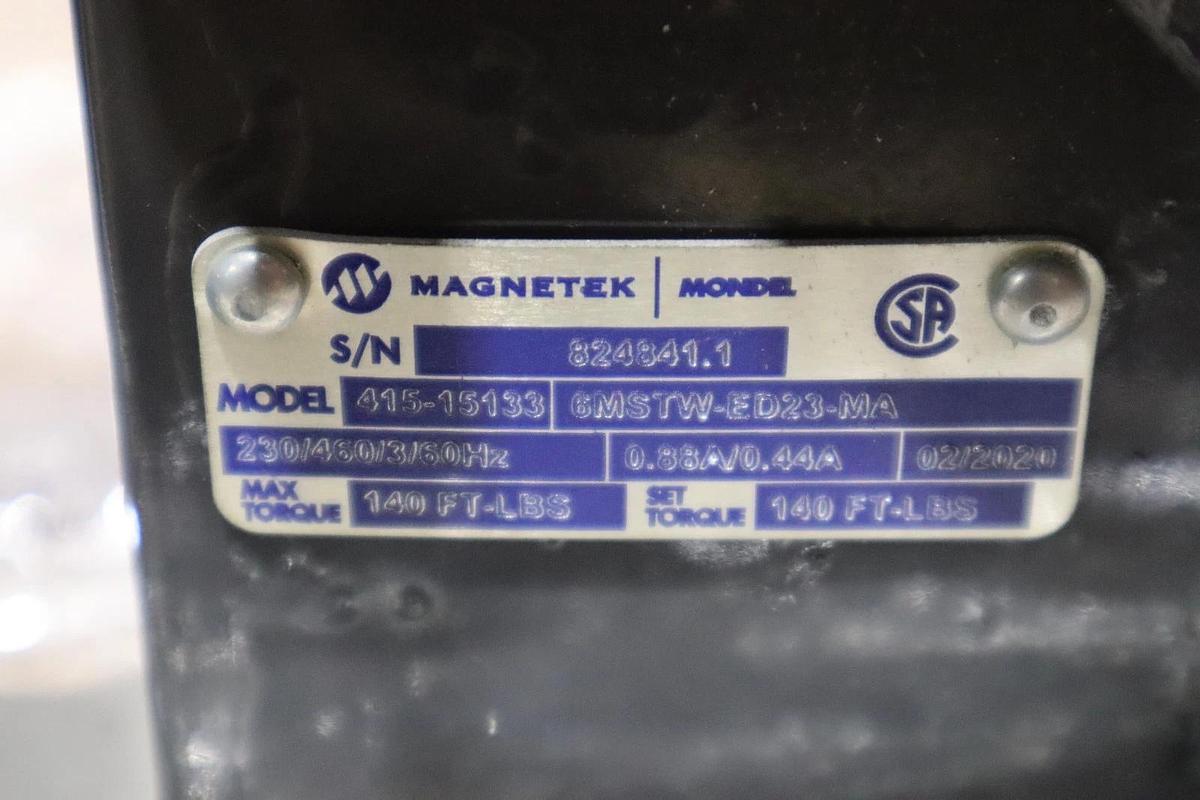 MAGNETEK | MONDEL
CSA
S/N 824841.1
MODEL 415-15133 6MSTW-ED23-MA
230/460/3/60Hz 0.88A/0.44A 02/2020
MAX TORQUE 140 FT-LBS SET TORQUE 140 FT-LBS